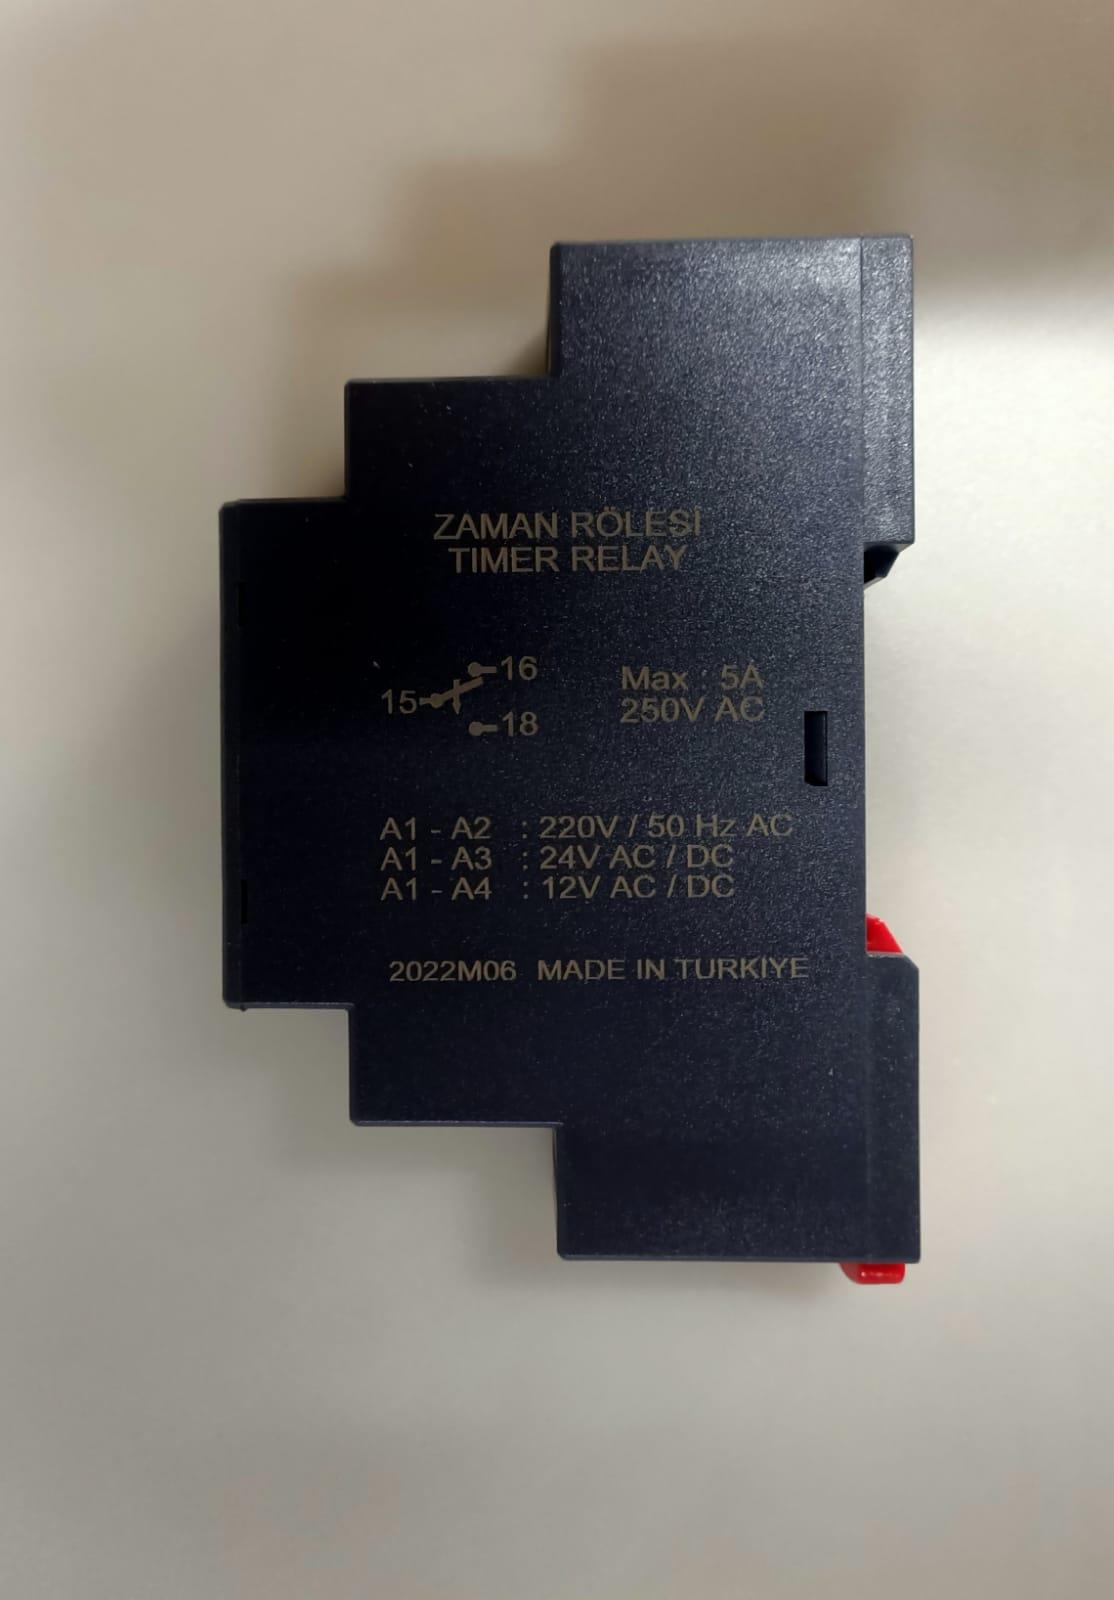 ZAMAN RÖLESİ
TIMER RELAY
16
15
18
Max : 5A
250V AC
A1 - A2 : 220V / 50 Hz AC
A1 - A3 : 24V AC / DC
A1 - A4 : 12V AC / DC
2022M06 MADE IN TURKIYE